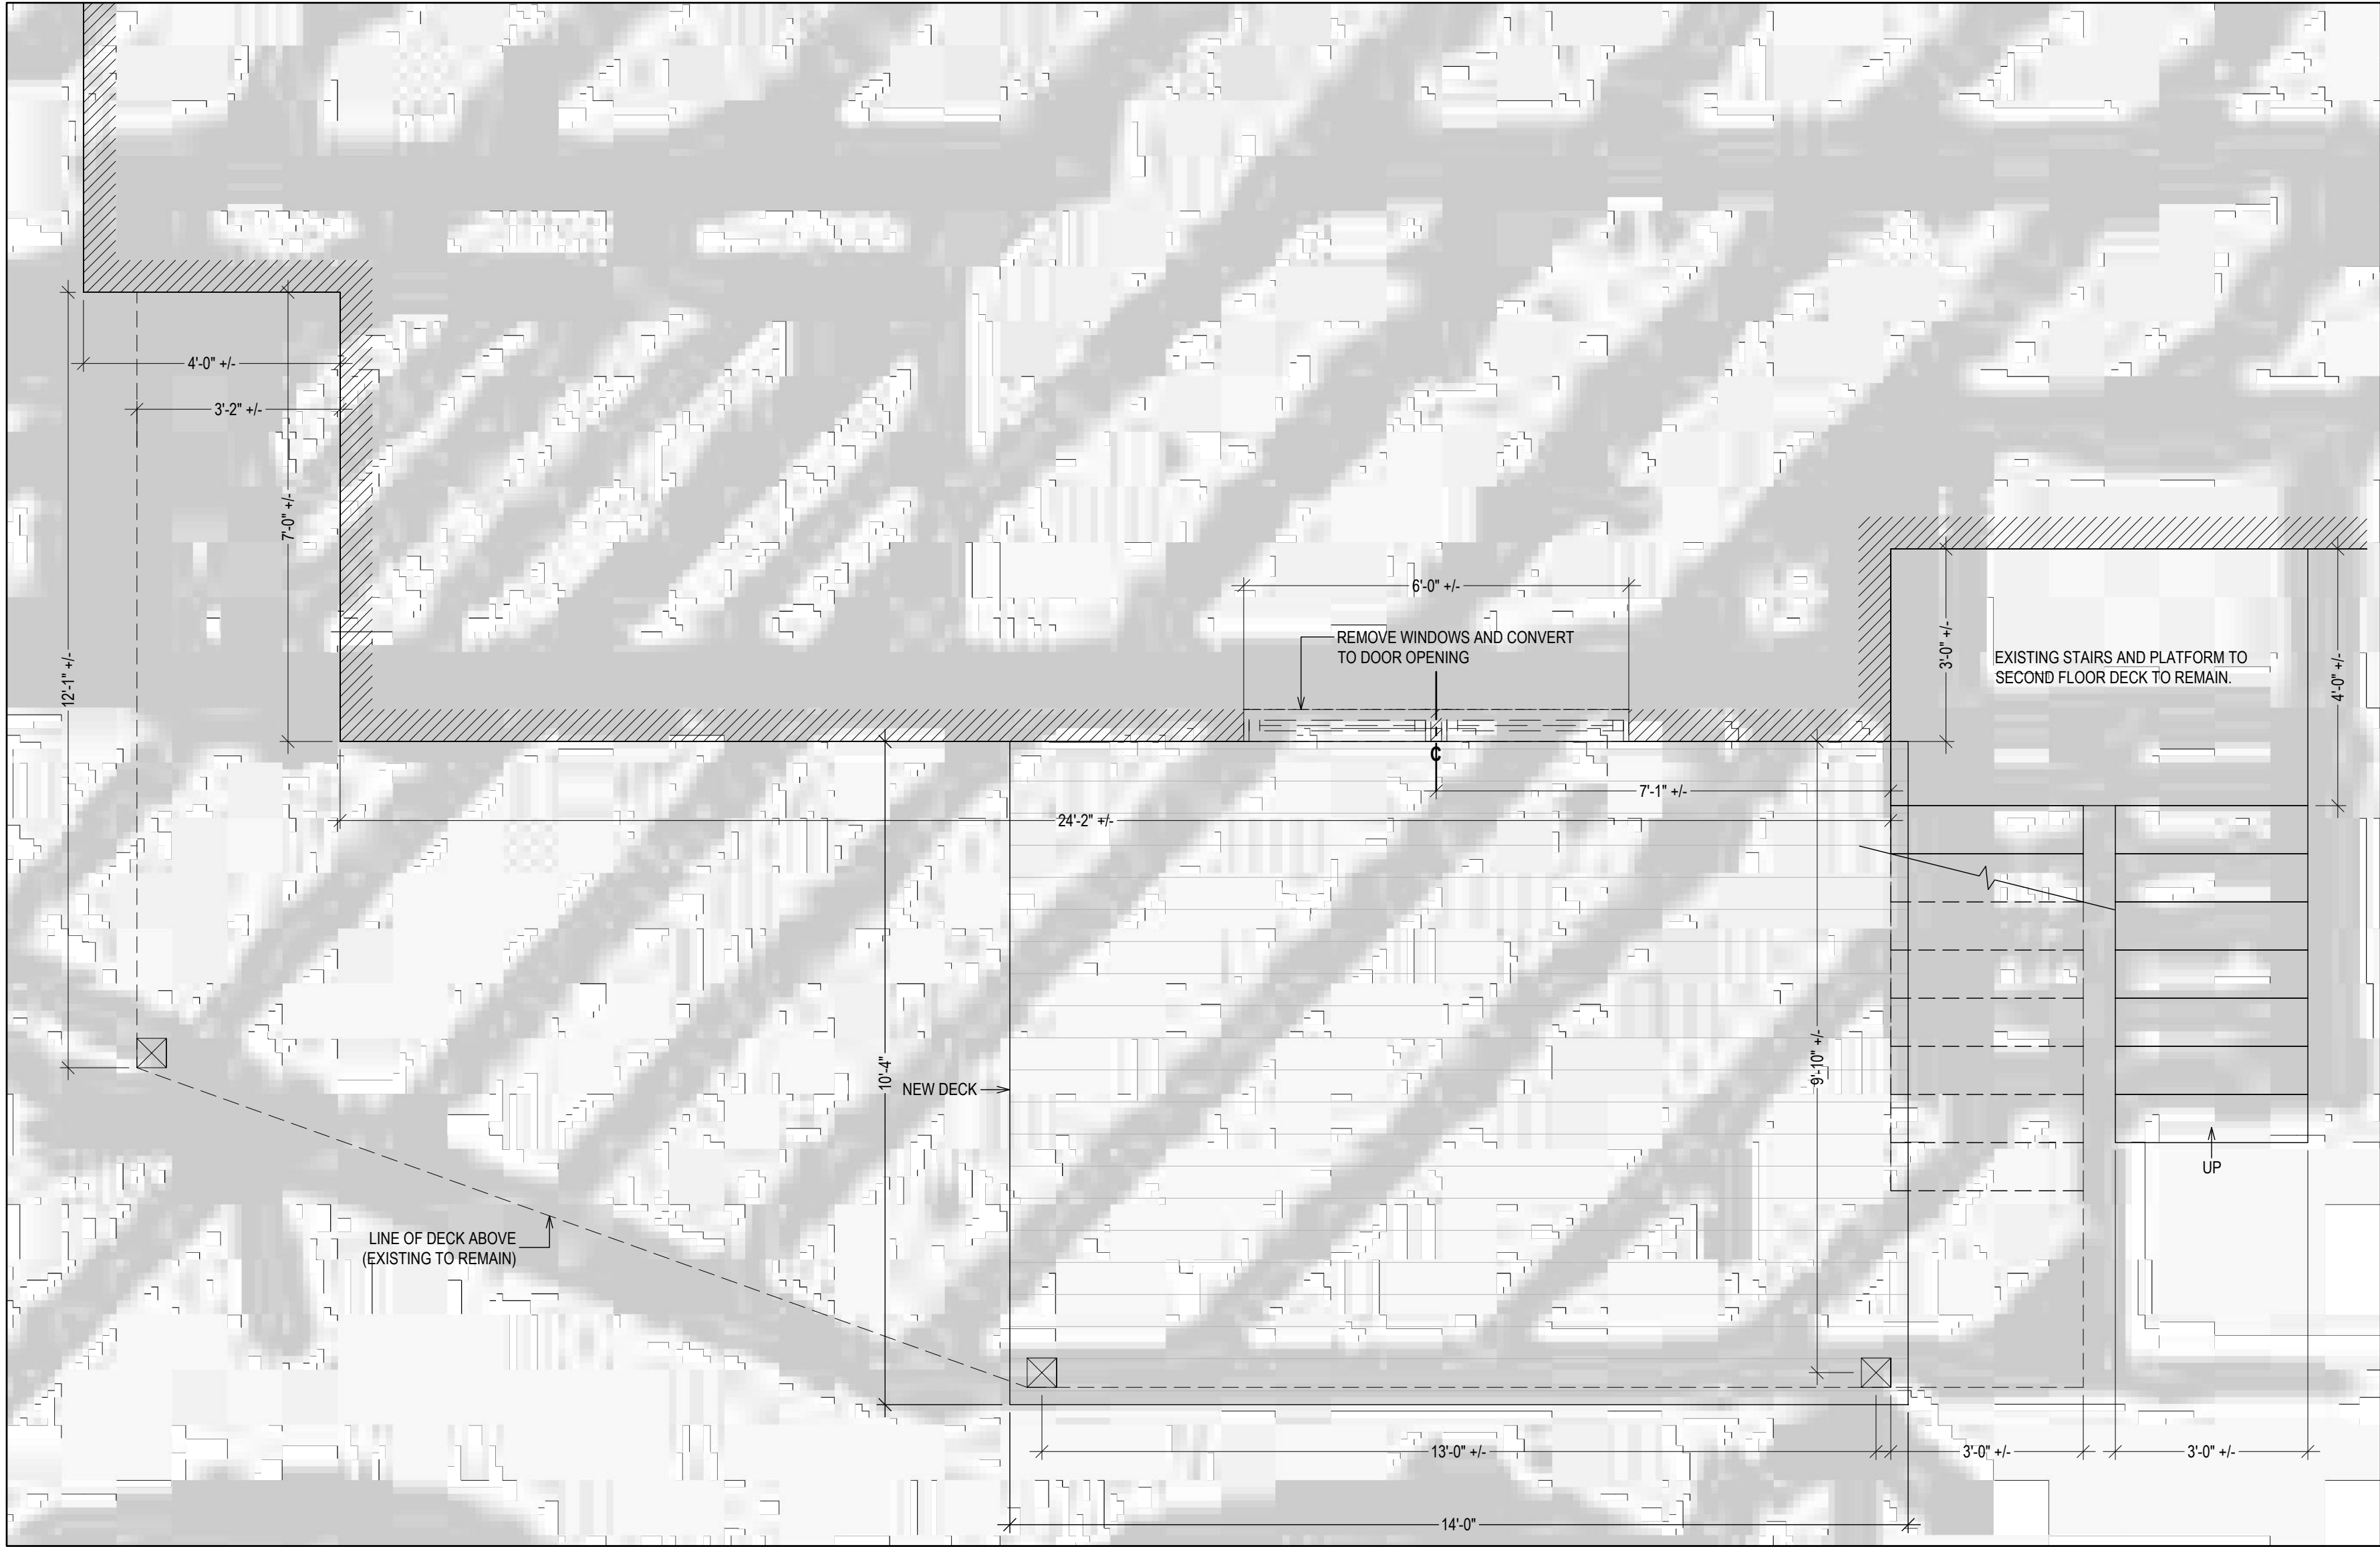 4'-0" +/-
3'-2" +/-
7'-0" +/-
12'-1" +/-
6'-0" +/-
REMOVE WINDOWS AND CONVERT
TO DOOR OPENING
3'-0" +/-
EXISTING STAIRS AND PLATFORM TO
SECOND FLOOR DECK TO REMAIN.
4'-0" +/-
7'-1" +/-
24'-2" +/-
10'-4"
NEW DECK
9'-10" +/-
UP
LINE OF DECK ABOVE
(EXISTING TO REMAIN)
13'-0" +/-
3'-0" +/-
3'-0" +/-
14'-0"